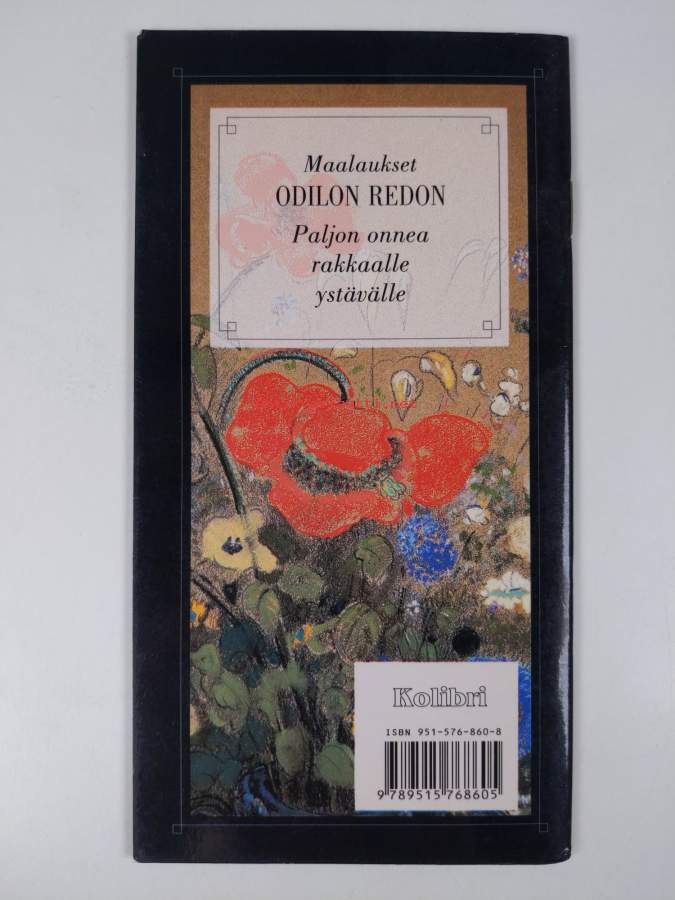 Maalaukset
ODILON REDON
Paljon onnea
rakkaalle
ystävälle
Kolibri
ISBN 951-576-860-8
9 789515 768605